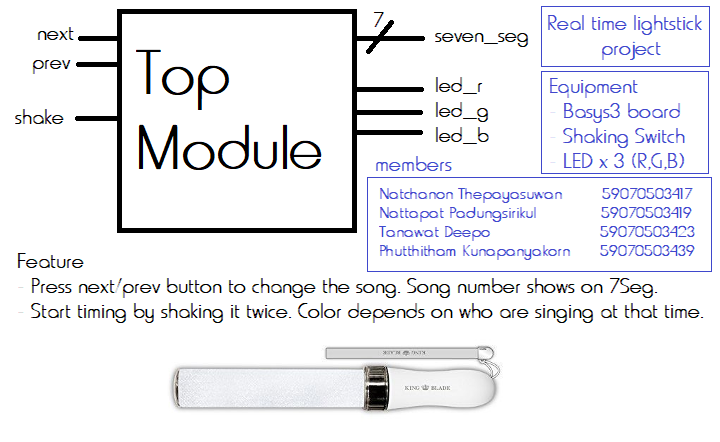 next
prev
shake
Top
Module
7
seven_seg
led_r
led_g
led_b
Real time lightstick
project
Equipment
- Basys3 board
- Shaking Switch
- LED x 3 (R,G,B)
members
Natchanon Thepayasuwan 59070503417
Nattapat Padungsirikul 59070503419
Tanawat Deepo 59070503423
Phutthitham Kunapanyakorn 59070503439
Feature
- Press next/prev button to change the song. Song number shows on 7Seg.
- Start timing by shaking it twice. Color depends on who are singing at that time.
KING BLADE
KING BLADE